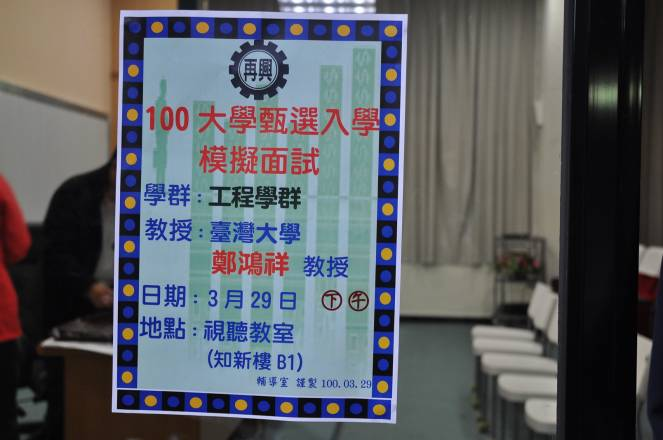 再興
100 大學甄選入學
模擬面試
學群：工程學群
教授：臺灣大學
鄭鴻祥 教授
日期：3 月 29 日 下午
地點：視聽教室
(知新樓 B1)
輔導室 謹製 100.03.29